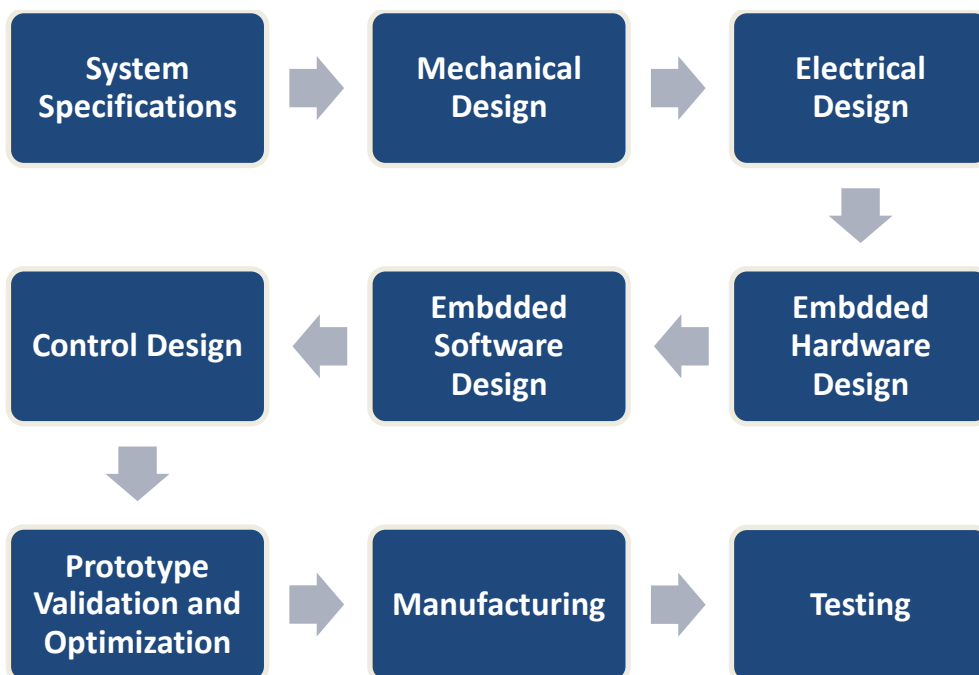 System
Specifications
Mechanical
Design
Electrical
Design
Control Design
Embdded
Software
Design
Embdded
Hardware
Design
Prototype
Validation and
Optimization
Manufacturing
Testing